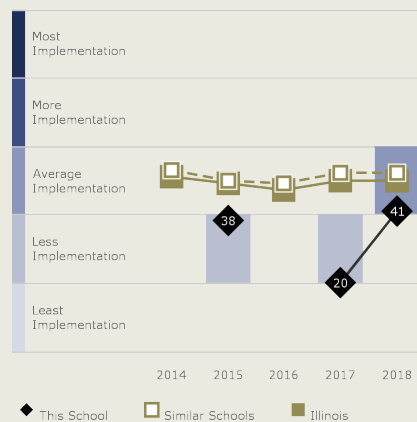 Most
Implementation
More
Implementation
Average
Implementation
38
41
Less
Implementation
20
Least
Implementation
2014 2015 2016 2017 2018
This School Similar Schools Illinois